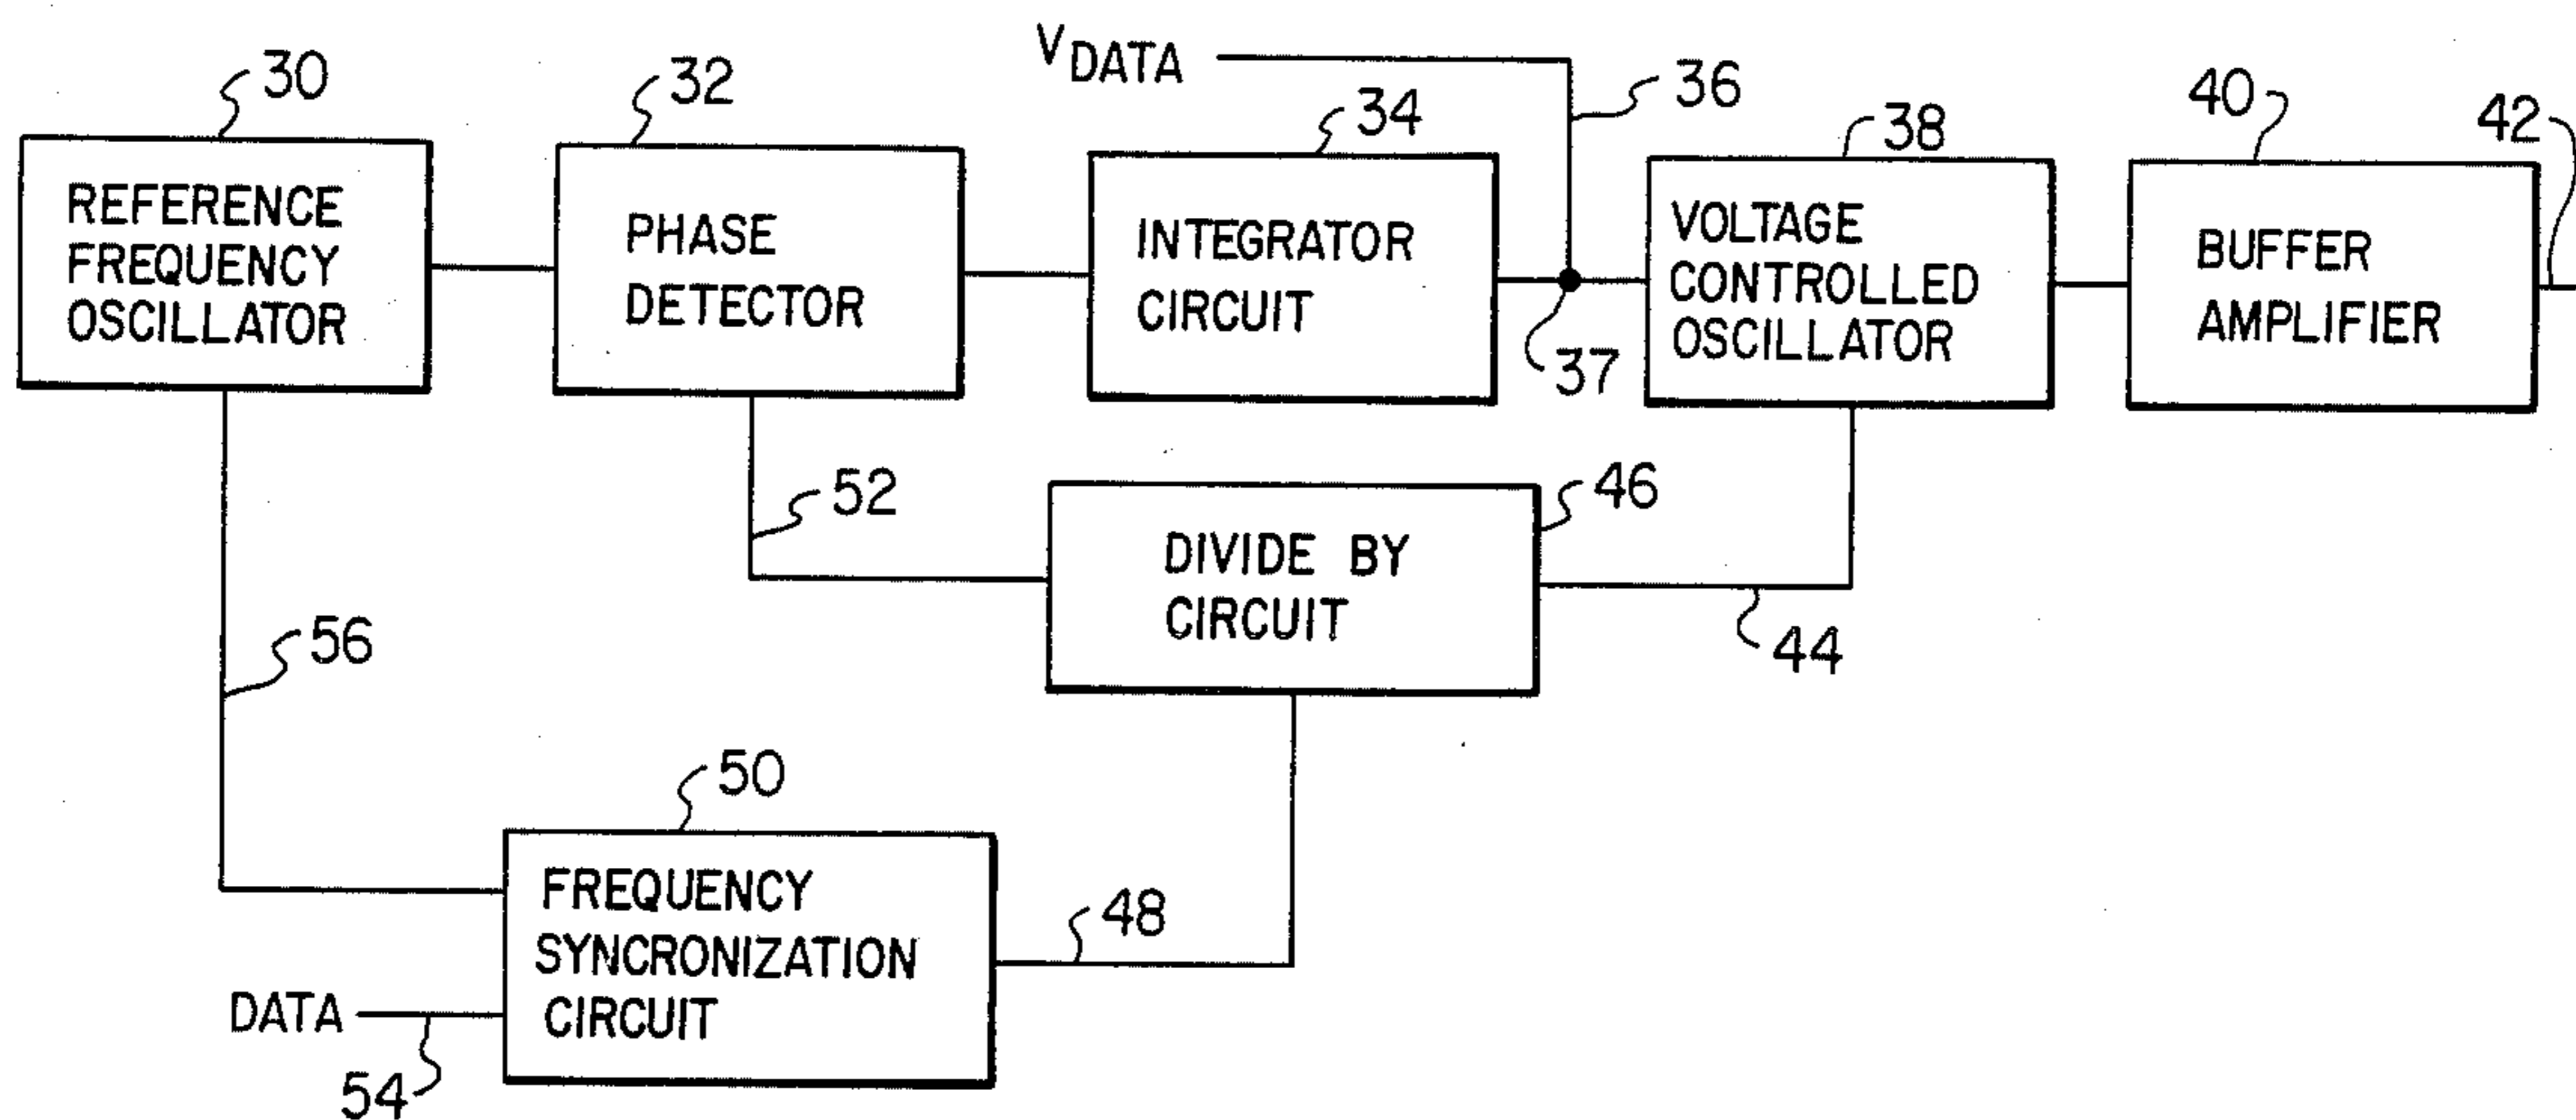 30
32
V DATA
34
36
38
40
42
REFERENCE
FREQUENCY
OSCILLATOR
PHASE
DETECTOR
INTEGRATOR
CIRCUIT
37
VOLTAGE
CONTROLLED
OSCILLATOR
BUFFER
AMPLIFIER
52
DIVIDE BY
CIRCUIT
46
44
56
50
FREQUENCY
SYNCRONIZATION
CIRCUIT
48
DATA
54